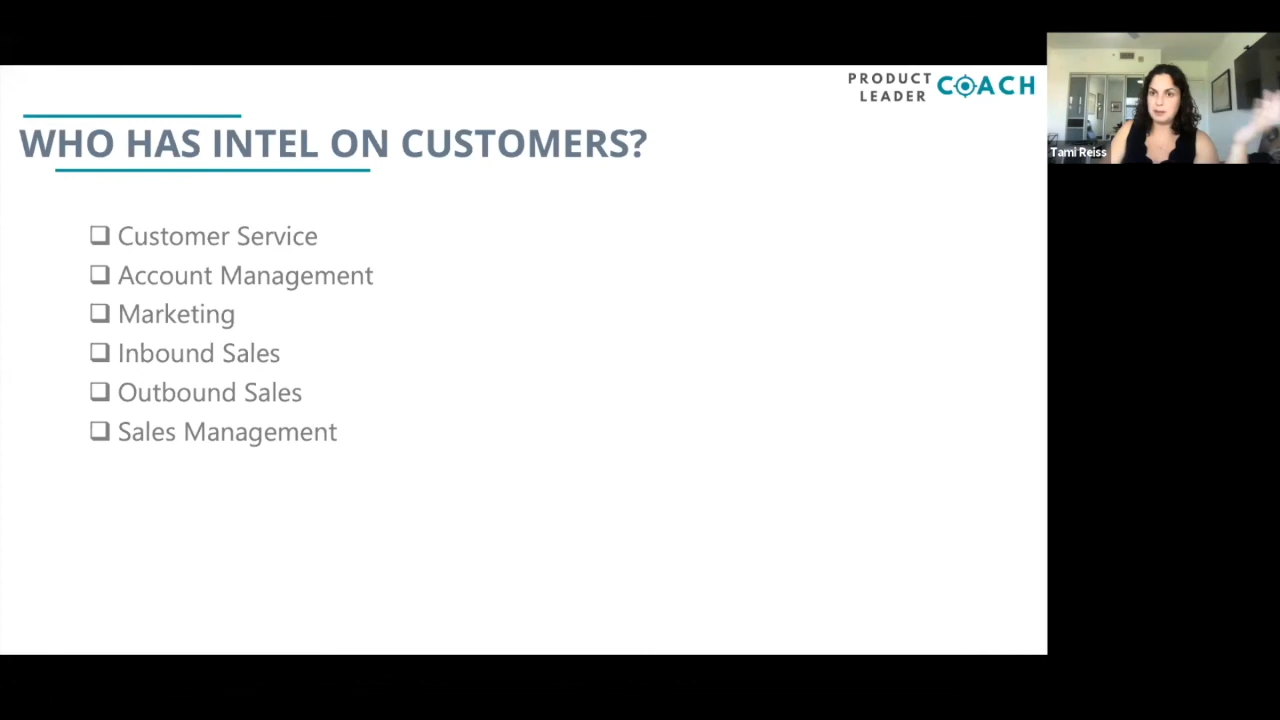 PRODUCT
LEADER COACH
WHO HAS INTEL ON CUSTOMERS?
Customer Service
Account Management
Marketing
Inbound Sales
Outbound Sales
Sales Management
Tami Reiss